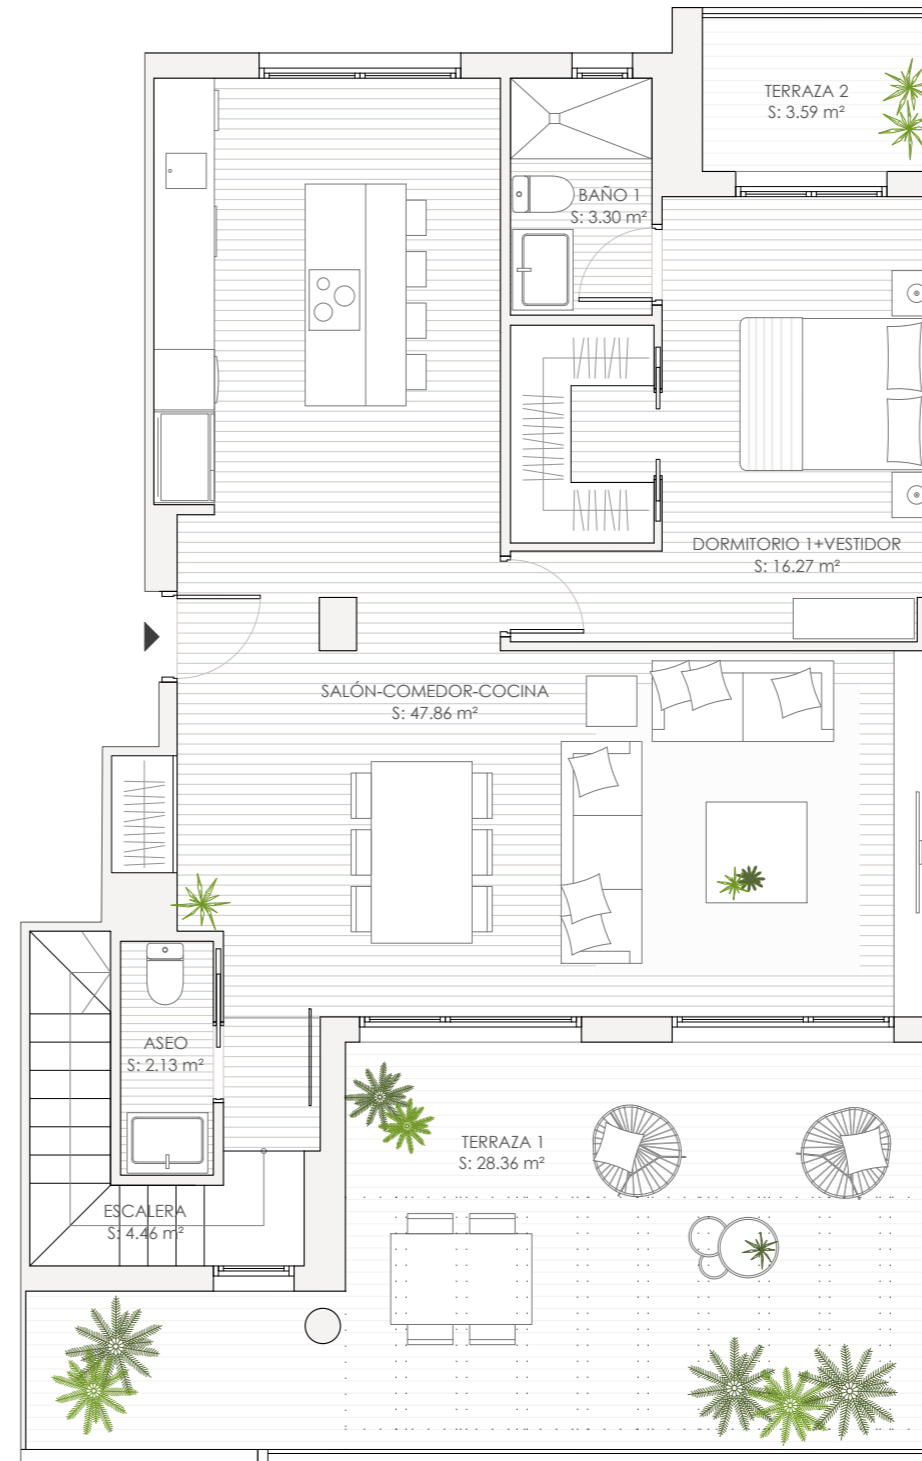 TERRAZA 2
S: 3.59 m²
BAÑO 1
S: 3.30 m²
DORMITORIO 1+VESTIDOR
S: 16.27 m²
SALÓN-COMEDOR-COCINA
S: 47.86 m²
ASEO
S: 2.13 m²
TERRAZA 1
S: 28.36 m²
ESCALERA
S: 4.46 m²